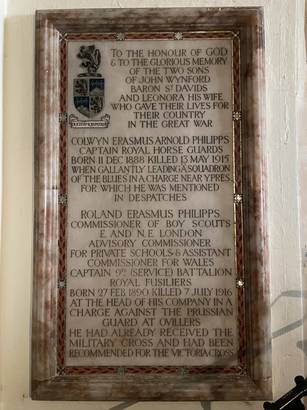 TO THE HONOUR OF GOD
& TO THE GLORIOUS MEMORY
OF THE TWO SONS
OF JOHN WYNFORD
BARON ST DAVIDS
AND LEONORA HIS WIFE
WHO GAVE THEIR LIVES FOR
THEIR COUNTRY
IN THE GREAT WAR
COLWYN ERASMUS ARNOLD PHILIPPS
CAPTAIN ROYAL HORSE GUARDS
BORN 11 DEC 1888 KILLED 13 MAY 1915
WHEN GALLANTLY LEADING A SQUADRON
OF THE BLUES IN A CHARGE NEAR YPRES
FOR WHICH HE WAS MENTIONED
IN DESPATCHES
ROLAND ERASMUS PHILIPPS
COMMISSIONER OF BOY SCOUTS
E. AND N.E. LONDON
ADVISORY COMMISSIONER
FOR PRIVATE SCHOOLS & ASSISTANT
COMMISSIONER FOR WALES
CAPTAIN 9TH (SERVICE) BATTALION
ROYAL FUSILIERS
BORN 27 FEB 1890 KILLED 7 JULY 1916
AT THE HEAD OF HIS COMPANY IN A
CHARGE AGAINST THE PRUSSIAN
GUARD AT OVILLERS
HE HAD ALREADY RECEIVED THE
MILITARY CROSS AND HAD BEEN
RECOMMENDED FOR THE VICTORIA CROSS